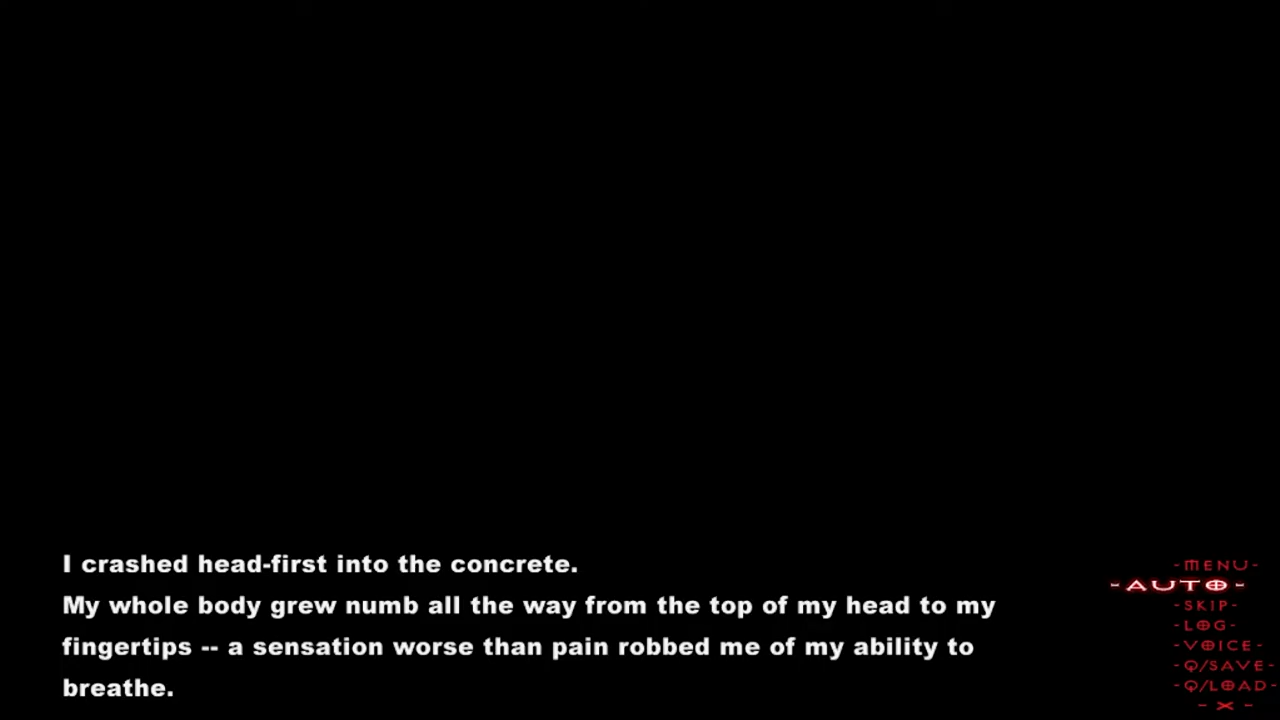 I crashed head-first into the concrete.
My whole body grew numb all the way from the top of my head to my
fingertips -- a sensation worse than pain robbed me of my ability to
breathe.
-MENU-
-AUTO-
-SKIP-
-LOG-
-VOICE-
-Q/SAVE-
-Q/LOAD-
-X-